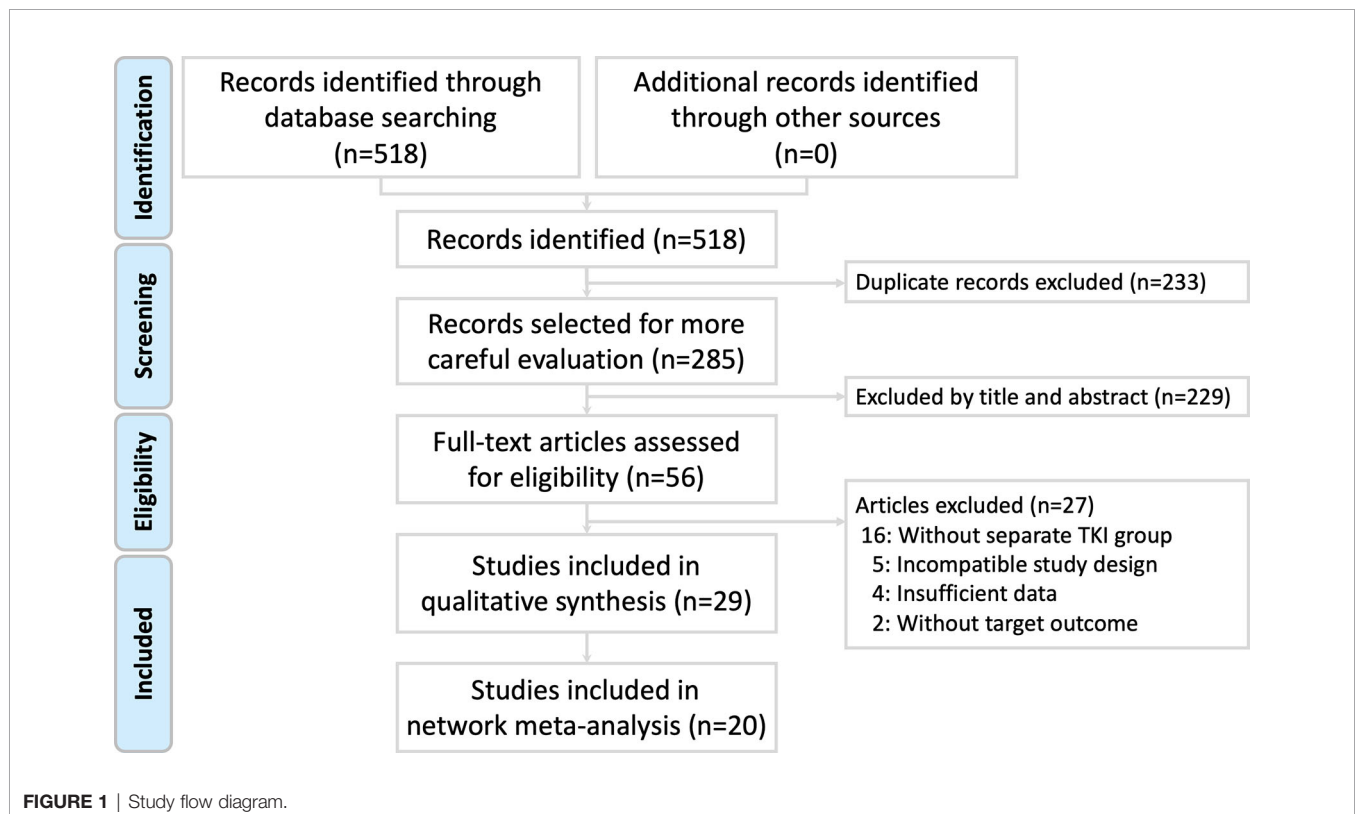 Identification
Records identified through
database searching
(n=518)
Additional records identified
through other sources
(n=0)
Records identified (n=518)
Duplicate records excluded (n=233)
Screening
Records selected for more
careful evaluation (n=285)
Excluded by title and abstract (n=229)
Eligibility
Full-text articles assessed
for eligibility (n=56)
Articles excluded (n=27)
16: Without separate TKI group
5: Incompatible study design
4: Insufficient data
2: Without target outcome
Included
Studies included in
qualitative synthesis (n=29)
Studies included in
network meta-analysis (n=20)
FIGURE 1 | Study flow diagram.